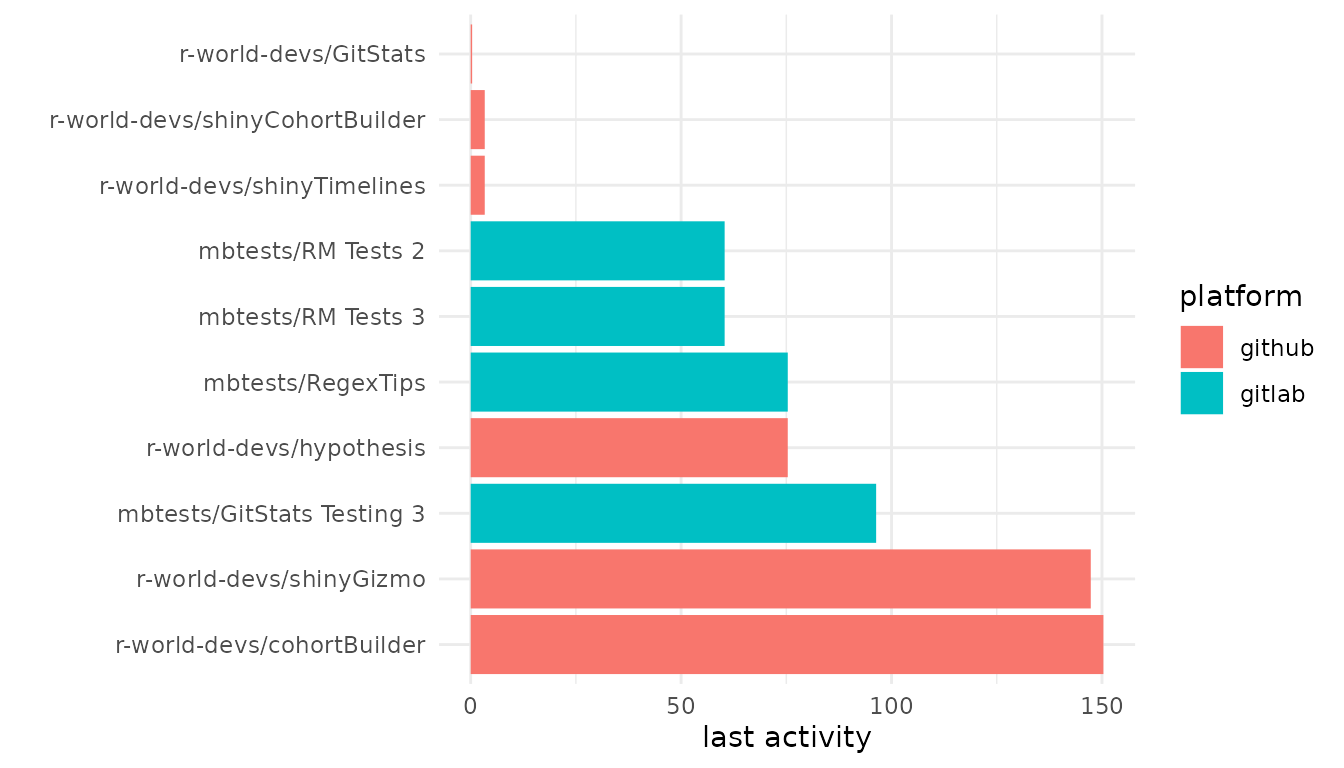 r-world-devs/GitStats
r-world-devs/shinyCohortBuilder
r-world-devs/shinyTimelines
mbtests/RM Tests 2
mbtests/RM Tests 3
mbtests/RegexTips
r-world-devs/hypothesis
mbtests/GitStats Testing 3
r-world-devs/shinyGizmo
r-world-devs/cohortBuilder
0 50 100 150
last activity
platform
github
gitlab